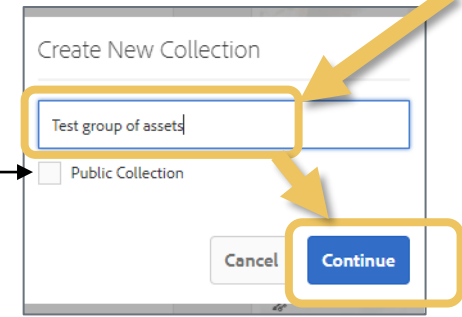 Create New Collection
Test group of assets
Public Collection
Cancel
Continue